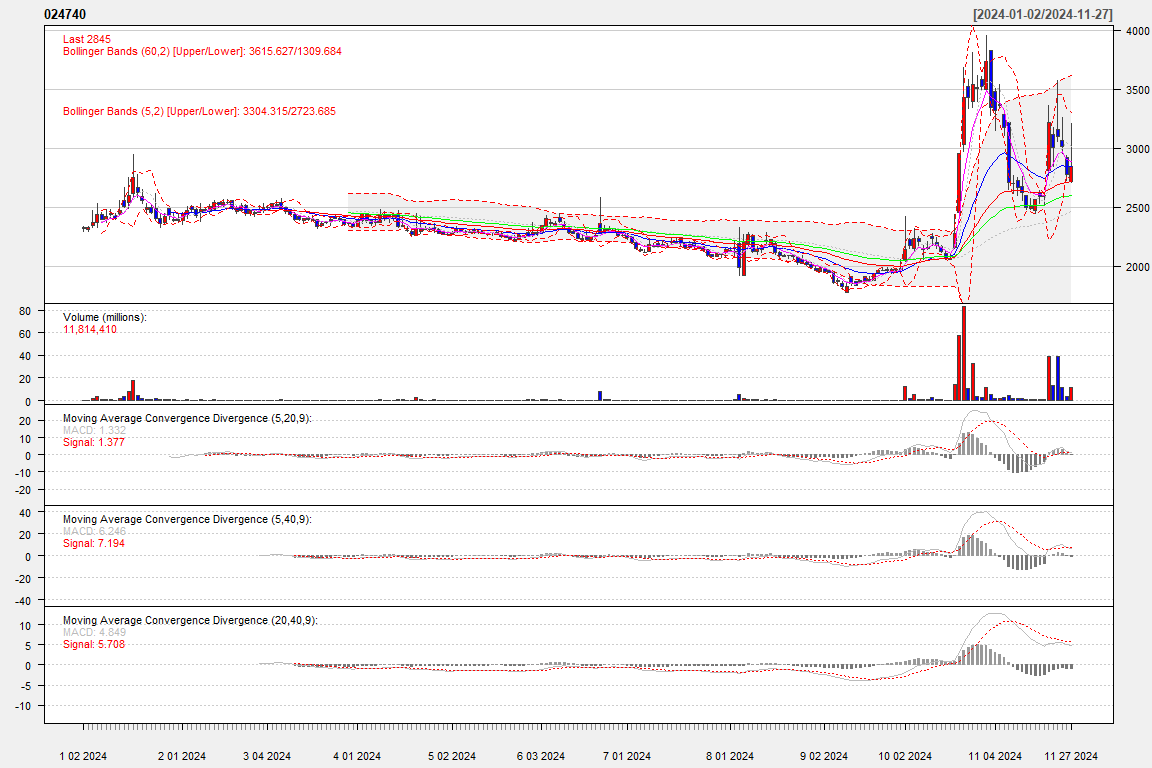 024740
[2024-01-02/2024-11-27]
Last 2845
Bollinger Bands (60,2) [Upper/Lower]: 3615.627/1309.684
Bollinger Bands (5,2) [Upper/Lower]: 3304.315/2723.685
4000
3500
3000
2500
2000
Volume (millions):
11,814,410
80
60
40
20
0
Moving Average Convergence Divergence (5,20,9):
MACD: 1.332
Signal: 1.377
20
10
0
-10
-20
Moving Average Convergence Divergence (5,40,9):
MACD: 6.246
Signal: 7.194
40
20
0
-20
-40
Moving Average Convergence Divergence (20,40,9):
MACD: 4.849
Signal: 5.708
10
5
0
-5
-10
1 02 2024
2 01 2024
3 04 2024
4 01 2024
5 02 2024
6 03 2024
7 01 2024
8 01 2024
9 02 2024
10 02 2024
11 04 2024
11 27 2024